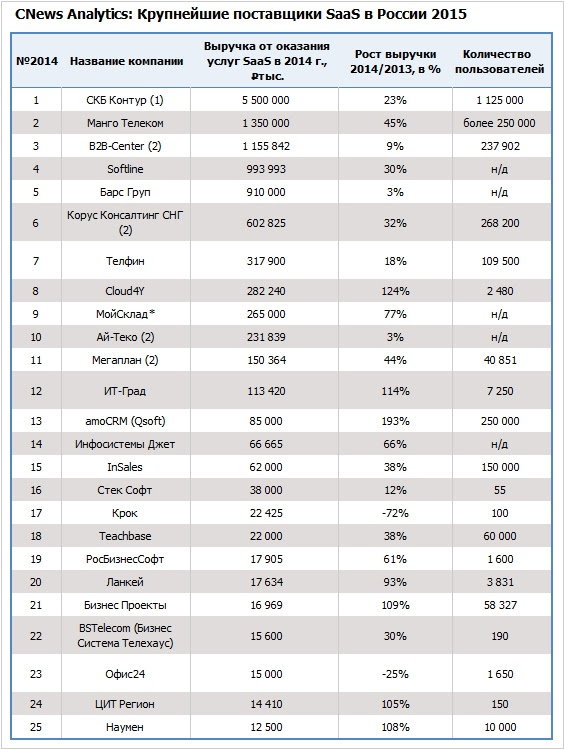 CNews Analytics: Крупнейшие поставщики SaaS в России 2015
№2014 Название компании Выручка от оказания услуг SaaS в 2014 г., ₽тыс. Рост выручки 2014/2013, в % Количество пользователей
1 СКБ Контур (1) 5 500 000 23% 1 125 000
2 Манго Телеком 1 350 000 45% более 250 000
3 B2B-Center (2) 1 155 842 9% 237 902
4 Softline 993 993 30% н/д
5 Барс Груп 910 000 3% н/д
6 Корус Консалтинг СНГ (2) 602 825 32% 268 200
7 Телфин 317 900 18% 109 500
8 Cloud4Y 282 240 124% 2 480
9 МойСклад* 265 000 77% н/д
10 Ай-Теко (2) 231 839 3% н/д
11 Мегаплан (2) 150 364 44% 40 851
12 ИТ-Град 113 420 114% 7 250
13 amoCRM (Qsoft) 85 000 193% 250 000
14 Инфосистемы Джет 66 665 66% н/д
15 InSales 62 000 38% 150 000
16 Стек Софт 38 000 12% 55
17 Крок 22 425 -72% 100
18 Teachbase 22 000 38% 60 000
19 РосБизнесСофт 17 905 61% 1 600
20 Ланкей 17 634 93% 3 831
21 Бизнес Проекты 16 969 109% 58 327
22 BSTelecom (Бизнес Система Телехаус) 15 600 30% 190
23 Офис24 15 000 -25% 1 650
24 ЦИТ Регион 14 410 105% 150
25 Наумен 12 500 108% 10 000